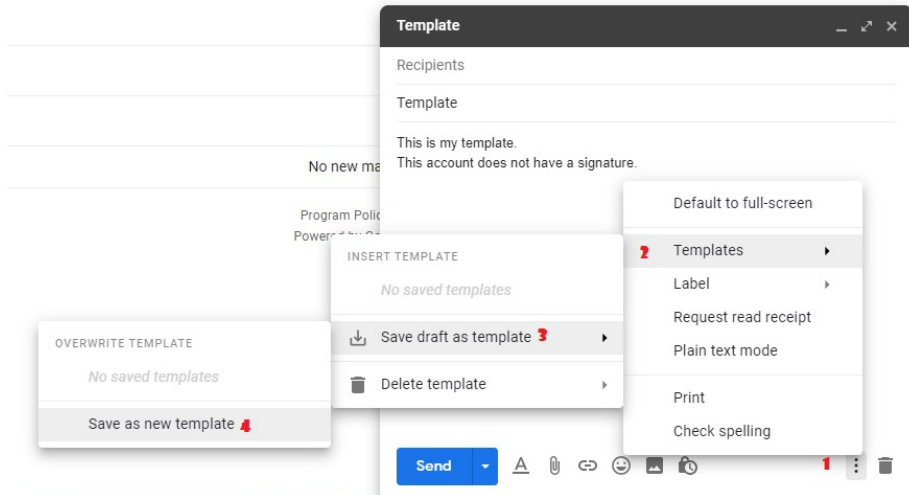 Template
Recipients
Template
This is my template.
This account does not have a signature.
No new ma
Program Polic
Powered by Go
Default to full-screen
2 Templates
Label
Request read receipt
Plain text mode
Print
Check spelling
INSERT TEMPLATE
No saved templates
Save draft as template 3
Delete template
OVERWRITE TEMPLATE
No saved templates
Save as new template 4
Send
A
1